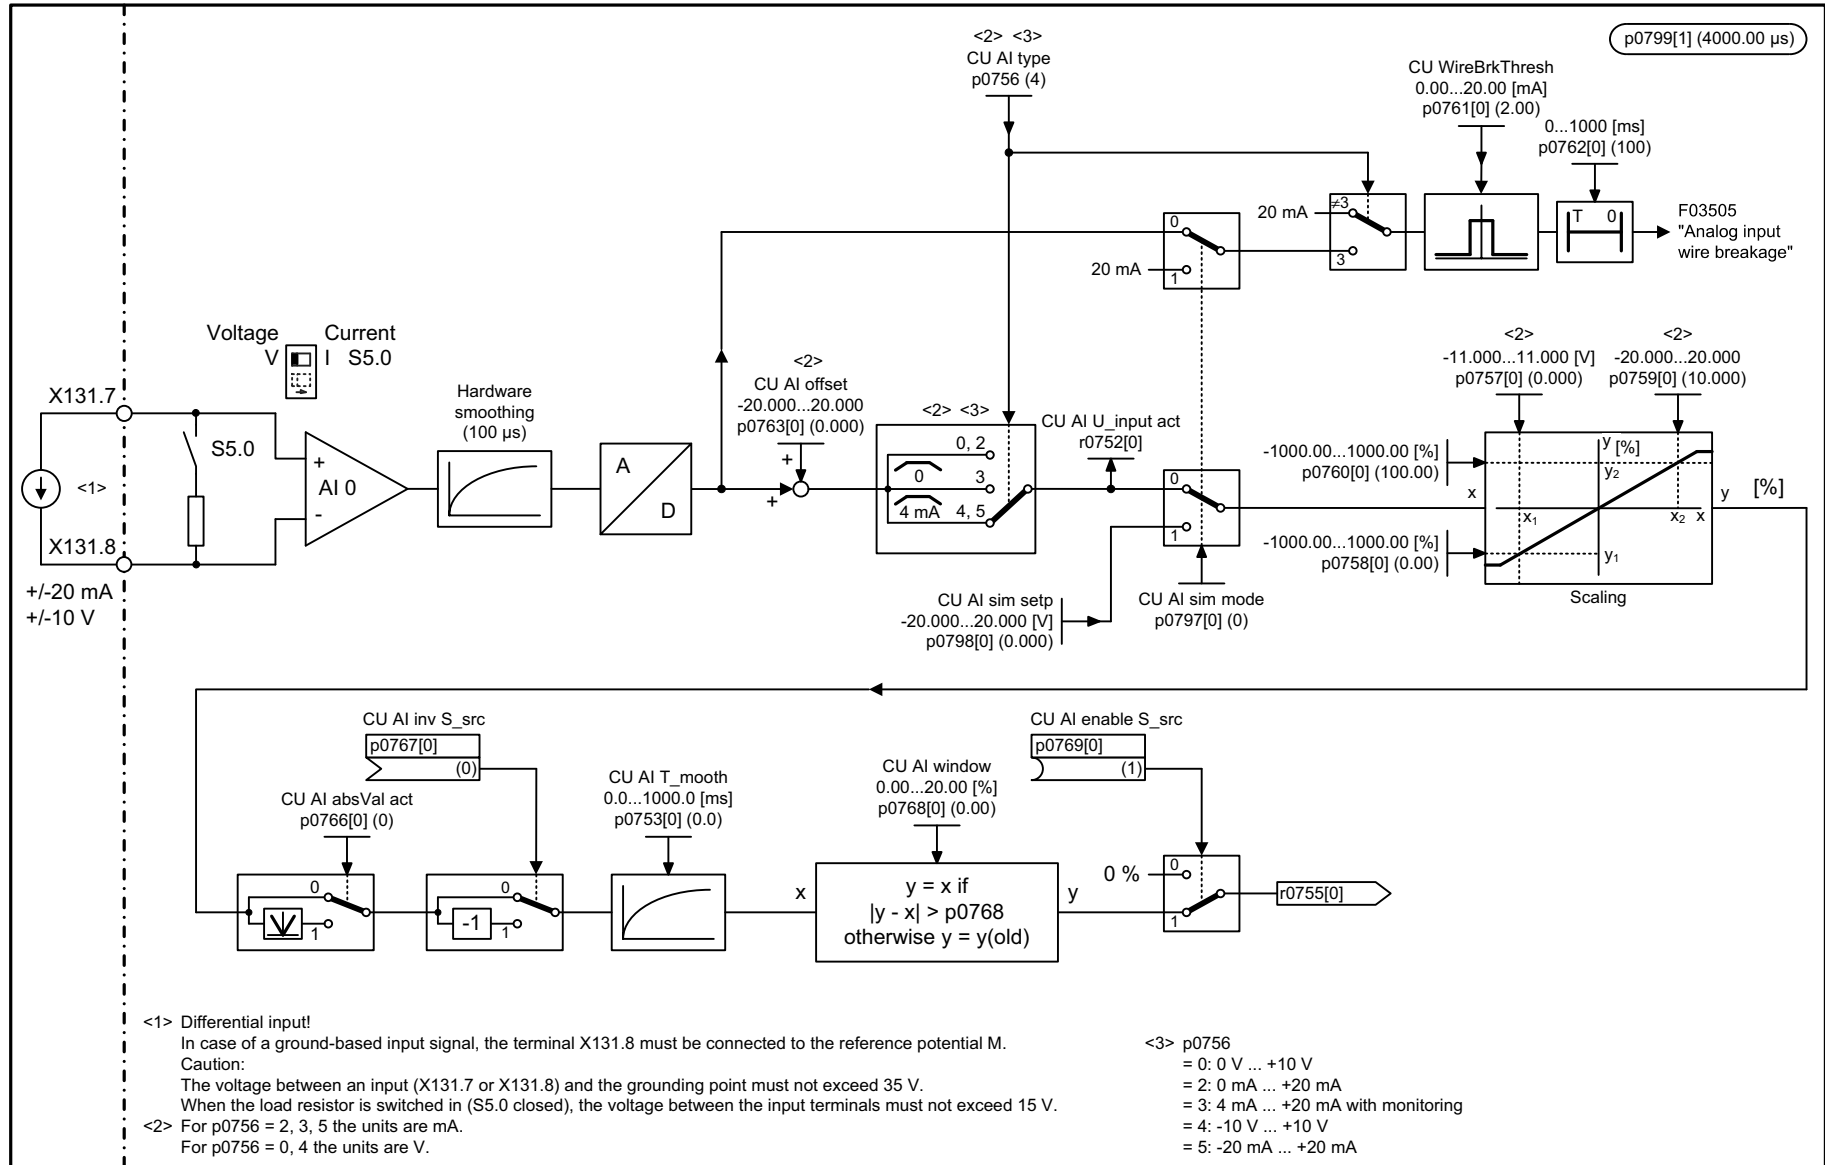 p0799[1] (4000.00 µs)
<2> <3>
CU AI type
p0756 (4)
CU WireBrkThresh
0.00...20.00 [mA]
p0761[0] (2.00)
0...1000 [ms]
p0762[0] (100)
20 mA
≠3
3
T 0
F03505
"Analog input
wire breakage"
0
20 mA
1
Voltage Current
V I S5.0
X131.7
S5.0
<1>
X131.8
+/-20 mA
+/-10 V
+
AI 0
-
Hardware
smoothing
(100 µs)
A
D
<2>
CU AI offset
-20.000...20.000
p0763[0] (0.000)
+
+
<2> <3>
0, 2
0 3
4 mA 4, 5
CU AI U_input act
r0752[0]
0
1
CU AI sim setp
-20.000...20.000 [V]
p0798[0] (0.000)
CU AI sim mode
p0797[0] (0)
<2>
-11.000...11.000 [V]
p0757[0] (0.000)
<2>
-20.000...20.000
p0759[0] (10.000)
-1000.00...1000.00 [%]
p0760[0] (100.00)
x
-1000.00...1000.00 [%]
p0758[0] (0.00)
y [%]
y2
x1
x2 x
y1
y [%]
Scaling
CU AI absVal act
p0766[0] (0)
0
1
CU AI inv S_src
p0767[0]
(0)
0
-1
1
CU AI T_mooth
0.0...1000.0 [ms]
p0753[0] (0.0)
CU AI window
0.00...20.00 [%]
p0768[0] (0.00)
x
y = x if
|y - x| > p0768
otherwise y = y(old)
y
CU AI enable S_src
p0769[0]
(1)
0 %
0
1
r0755[0]
<1> Differential input!
In case of a ground-based input signal, the terminal X131.8 must be connected to the reference potential M.
Caution:
The voltage between an input (X131.7 or X131.8) and the grounding point must not exceed 35 V.
When the load resistor is switched in (S5.0 closed), the voltage between the input terminals must not exceed 15 V.
<2> For p0756 = 2, 3, 5 the units are mA.
For p0756 = 0, 4 the units are V.
<3> p0756
= 0: 0 V ... +10 V
= 2: 0 mA ... +20 mA
= 3: 4 mA ... +20 mA with monitoring
= 4: -10 V ... +10 V
= 5: -20 mA ... +20 mA